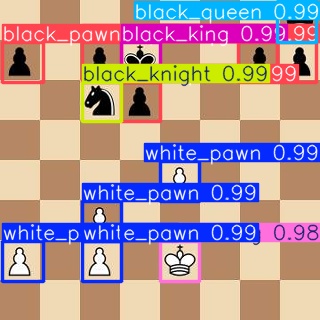 black_queen 0.99
black_pawn
black_king 0.99
.99
black_knight 0.99
99
white_pawn 0.99
white_pawn 0.99
white_p
white_pawn 0.99
0.98